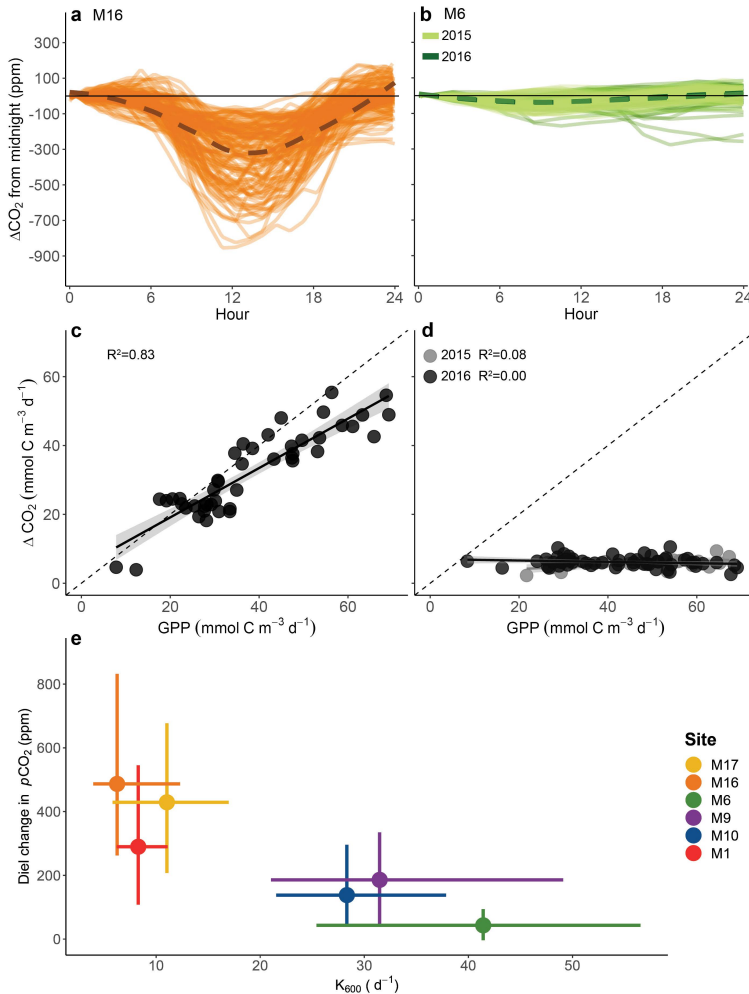 a M16
b M6
2015
2016
300
100
-100
-300
-500
-700
-900
ΔCO₂ from midnight (ppm)
0 6 12 18 24
Hour
0 6 12 18 24
Hour
c
R²=0.83
d
2015 R²=0.08
2016 R²=0.00
60
40
20
0
Δ CO₂ (mmol C m⁻³ d⁻¹)
0 20 40 60
GPP (mmol C m⁻³ d⁻¹)
0 20 40 60
GPP (mmol C m⁻³ d⁻¹)
e
800
600
400
200
0
Diel change in pCO₂ (ppm)
10 20 30 40 50
K₆₀₀ ( d⁻¹)
Site
M17
M16
M6
M9
M10
M1